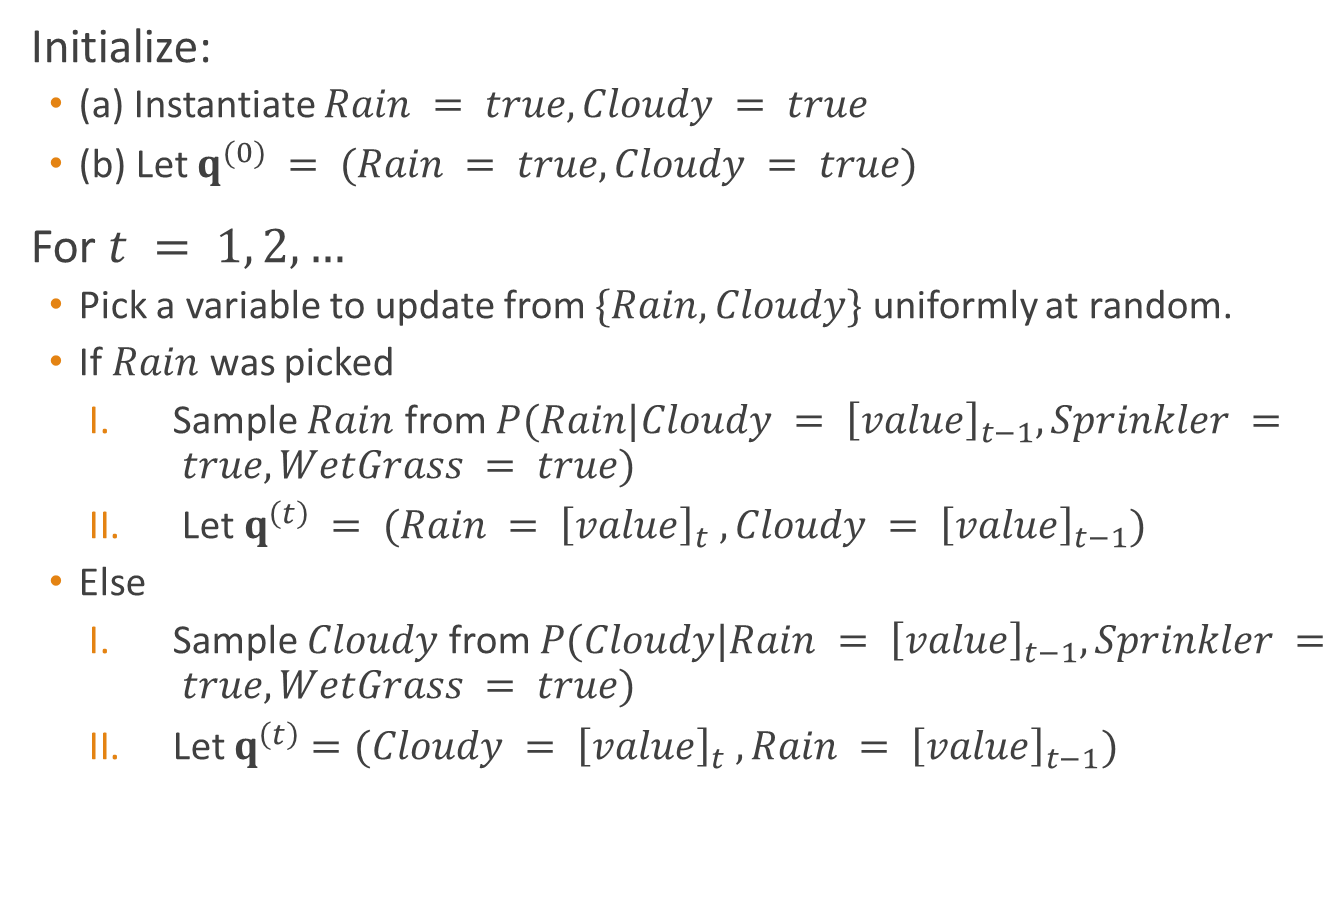 Initialize:
• (a) Instantiate Rain = true, Cloudy = true
• (b) Let q⁽⁰⁾ = (Rain = true, Cloudy = true)
For t = 1, 2, …
• Pick a variable to update from {Rain, Cloudy} uniformly at random.
• If Rain was picked
I. Sample Rain from P(Rain|Cloudy = [value]ₜ₋₁, Sprinkler =
true, WetGrass = true)
II. Let q⁽ᵗ⁾ = (Rain = [value]ₜ , Cloudy = [value]ₜ₋₁)
• Else
I. Sample Cloudy from P(Cloudy|Rain = [value]ₜ₋₁, Sprinkler =
true, WetGrass = true)
II. Let q⁽ᵗ⁾ = (Cloudy = [value]ₜ , Rain = [value]ₜ₋₁)